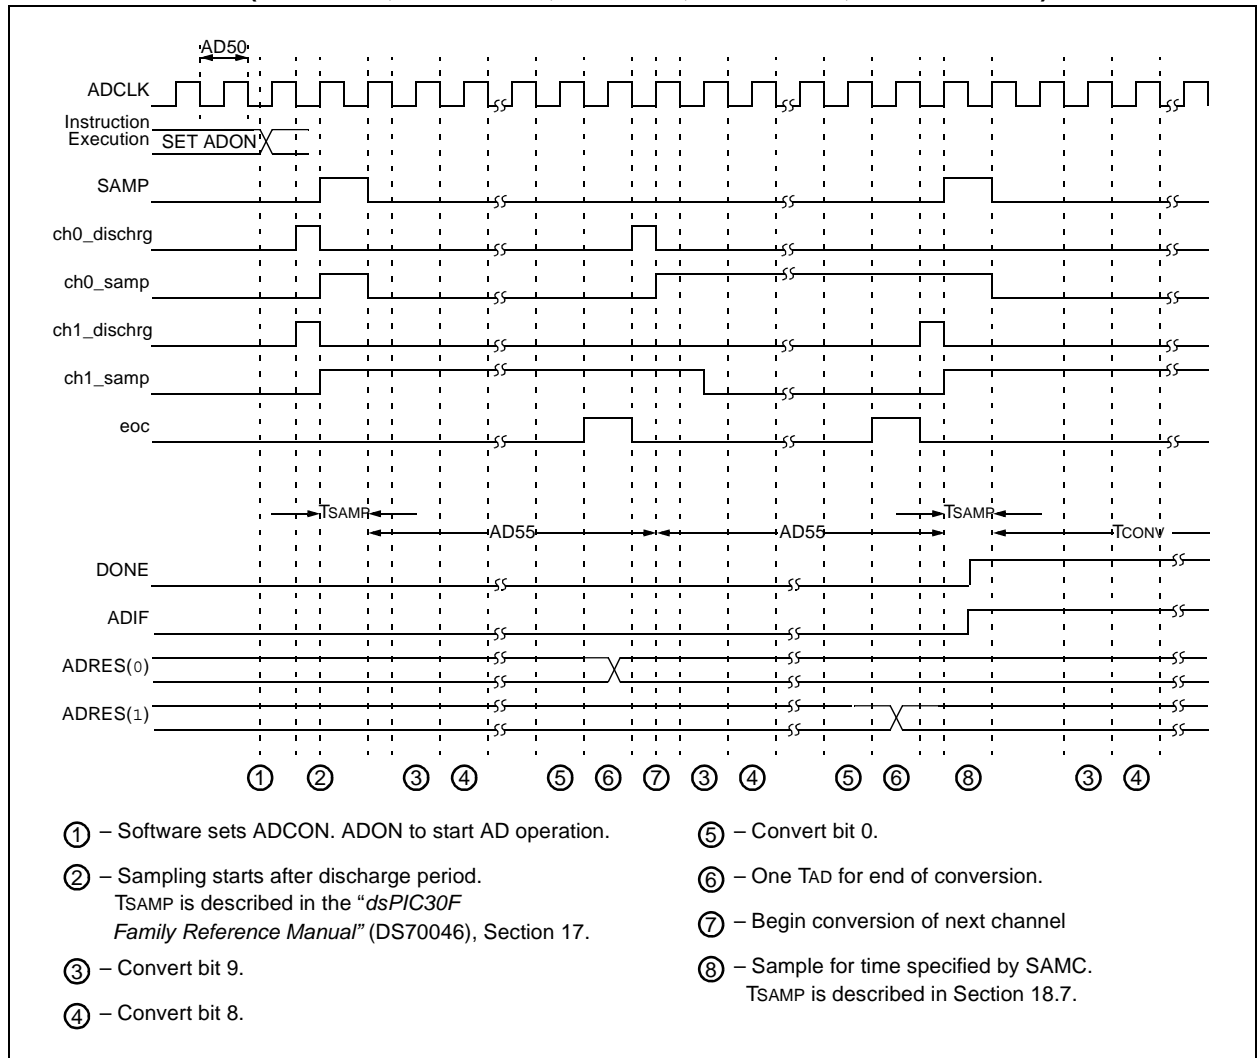 AD50
ADCLK
Instruction
Execution
SET ADON
SAMP
ch0_dischrg
ch0_samp
ch1_dischrg
ch1_samp
eoc
TSAMP
TSAMP
AD55
AD55
TCONV
DONE
ADIF
ADRES(0)
ADRES(1)
1 2 3 4 5 6 7 3 4 5 6 8 3 4
1 – Software sets ADCON. ADON to start AD operation.
2 – Sampling starts after discharge period.
TSAMP is described in the “dsPIC30F
Family Reference Manual” (DS70046), Section 17.
3 – Convert bit 9.
4 – Convert bit 8.
5 – Convert bit 0.
6 – One TAD for end of conversion.
7 – Begin conversion of next channel
8 – Sample for time specified by SAMC.
TSAMP is described in Section 18.7.